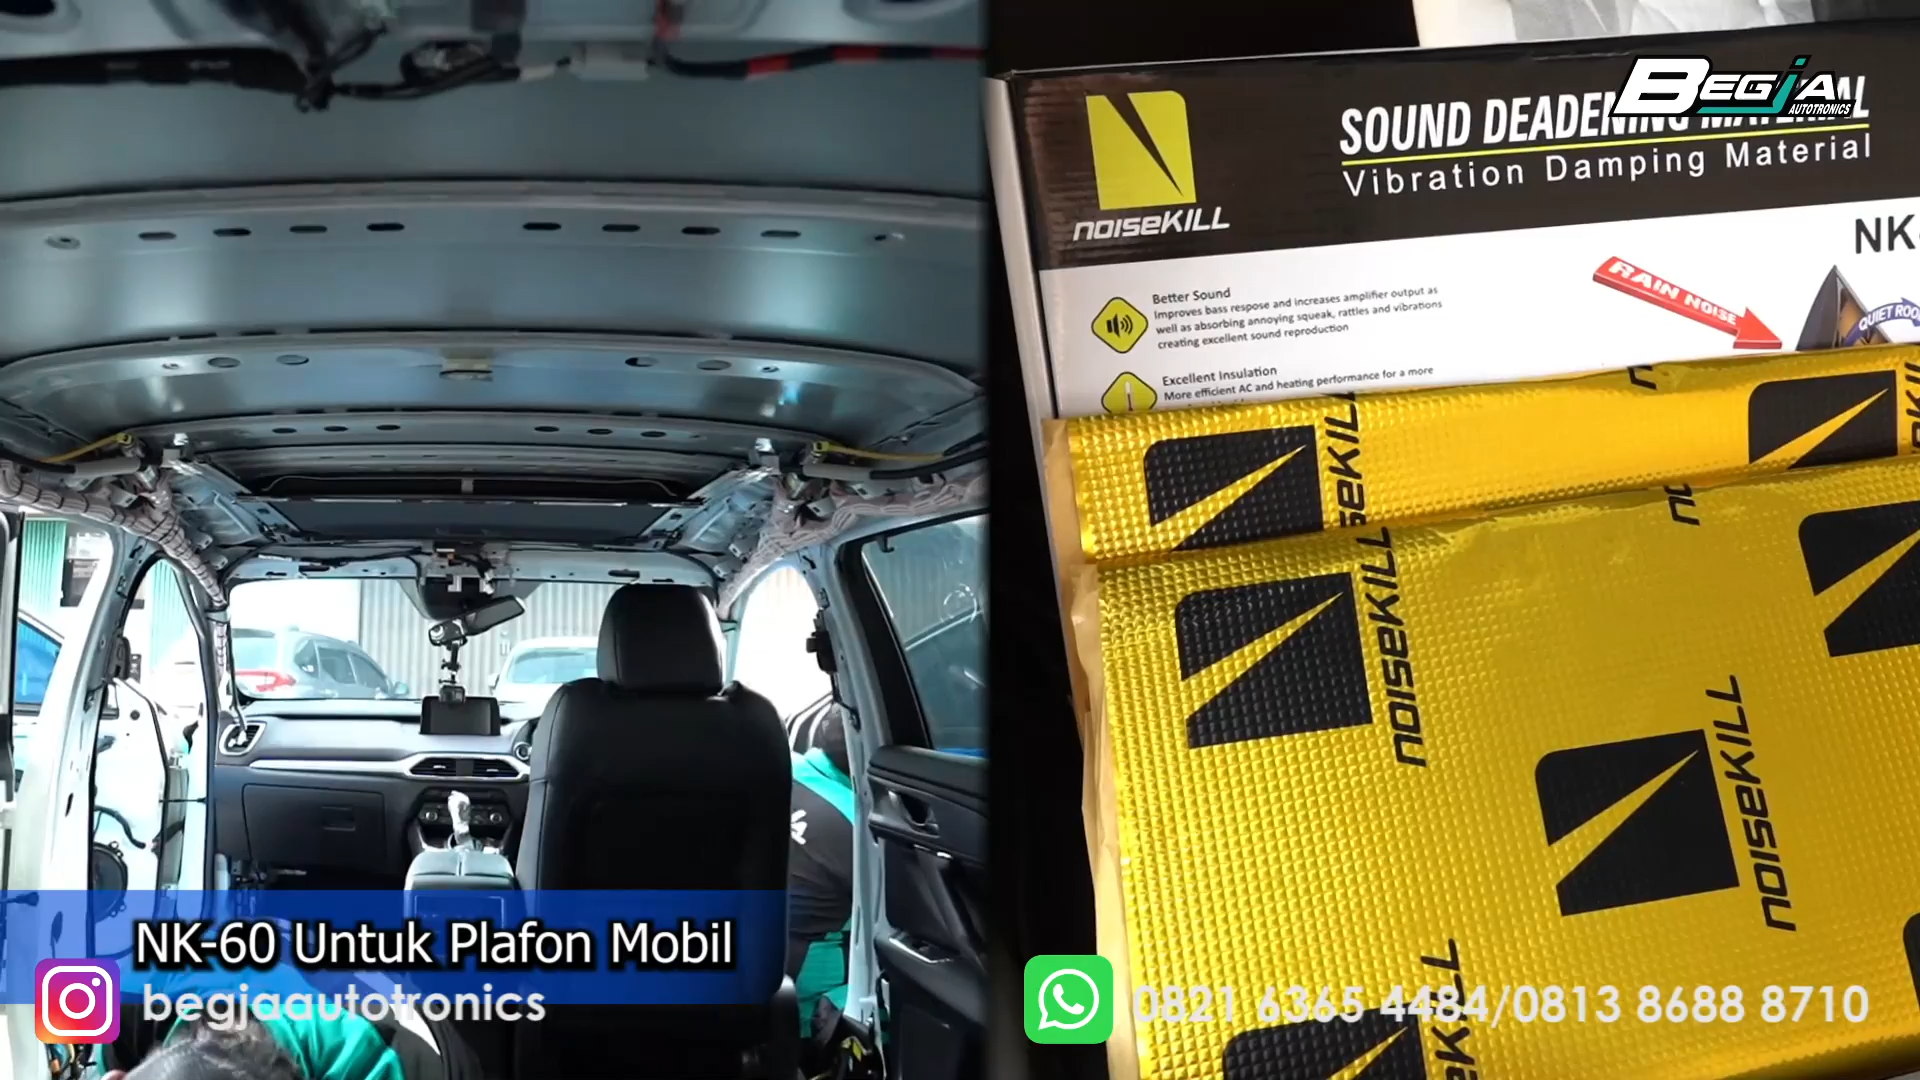 BEGJA
AUTOTRONICS
SOUND DEADENING MATERIAL
Vibration Damping Material
noiseKILL
NK-
RAIN NOISE
QUIET ROO
Better Sound
Improves bass respose and increases amplifier output as
well as absorbing annoying squeak, rattles and vibrations
creating excellent sound reproduction
Excellent Insulation
More efficient AC and heating performance for a more
noiseKILL
noiseKILL
noiseKILL
NK-60 Untuk Plafon Mobil
begjaautotronics
0821 6365 4484/0813 8688 8710